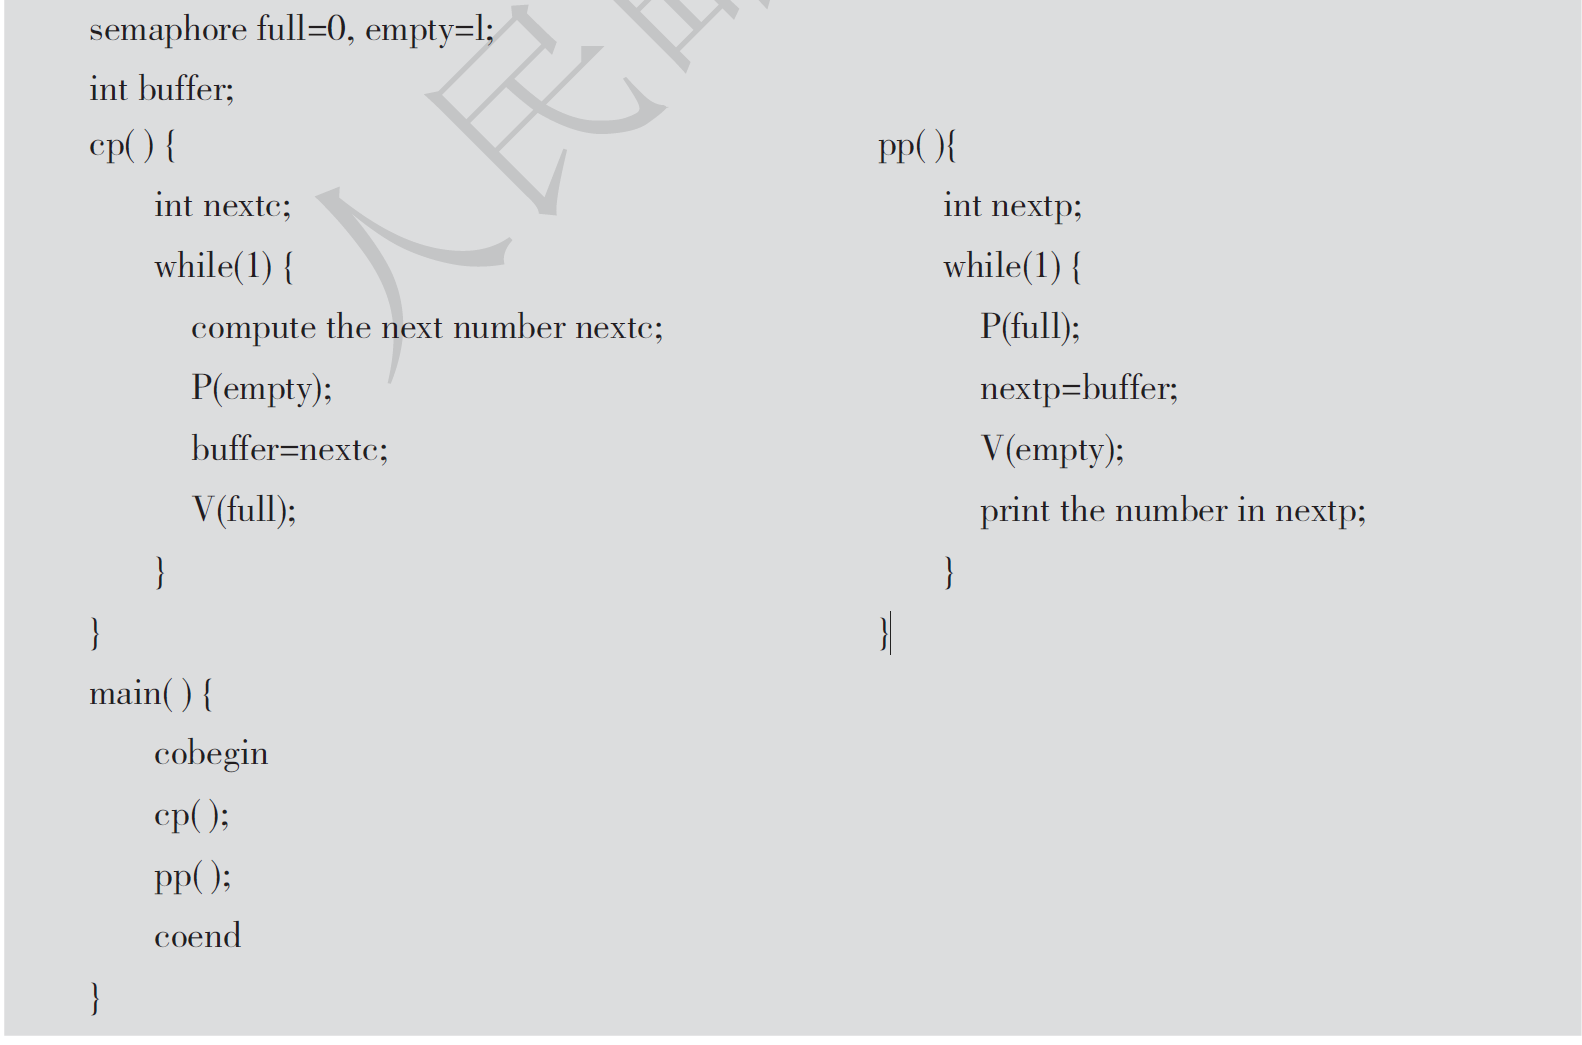 semaphore full=0, empty=l;
int buffer;
cp( ) {
int nextc;
while(1) {
compute the next number nextc;
P(empty);
buffer=nextc;
V(full);
}
}
pp( ){
int nextp;
while(1) {
P(full);
nextp=buffer;
V(empty);
print the number in nextp;
}
}
main( ) {
cobegin
cp( );
pp( );
coend
}
人民